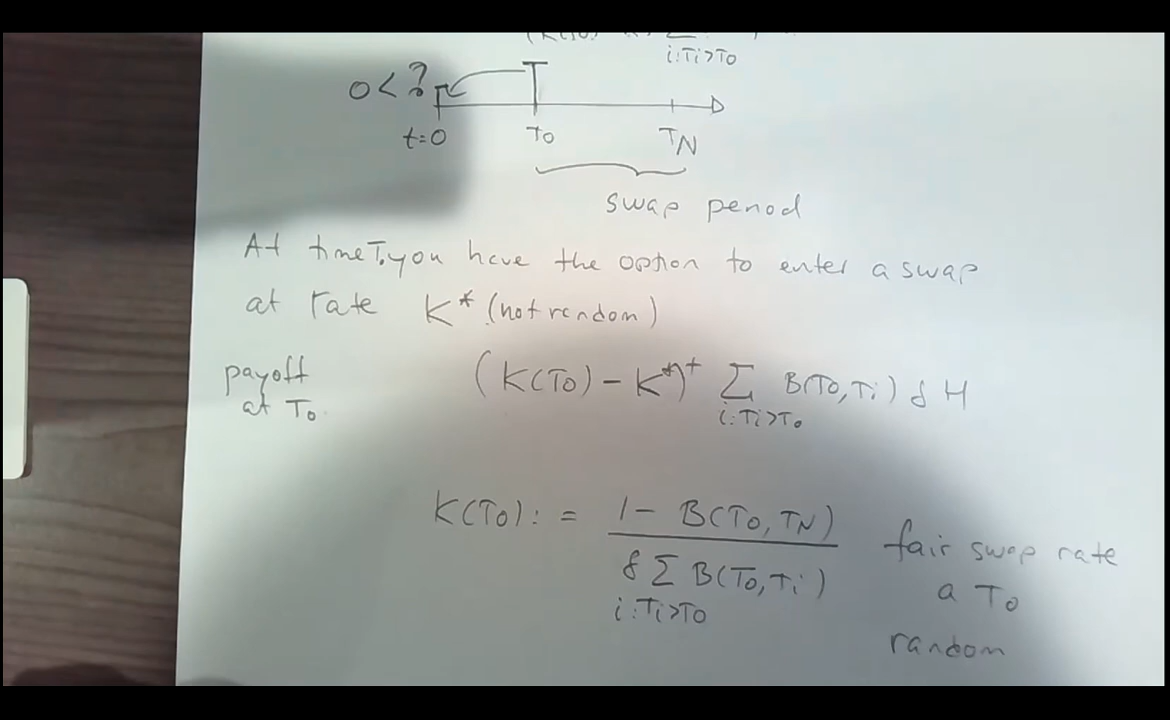 i:Ti>To
0<?
t=0 To TN
swap period
At time To you have the option to enter a swap
at rate K* (not random)
payoff (K(To) - K*)+ Σ B(To,Ti) δ H
at To. i:Ti>To
K(To) := 1 - B(To,TN) fair swap rate
δ Σ B(To,Ti) a To
i:Ti>To random